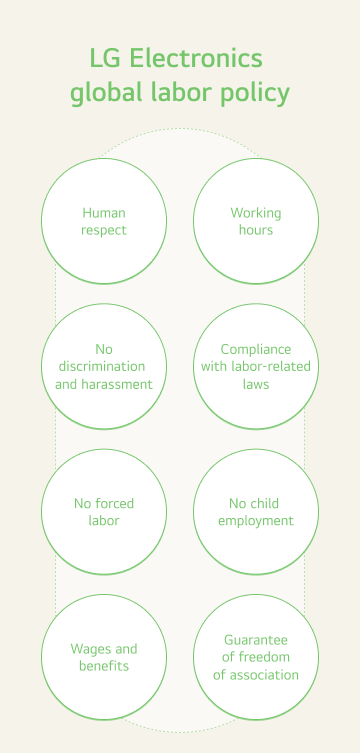 LG Electronics
global labor policy
Human
respect
Working
hours
No
discrimination
and harassment
Compliance
with labor-related
laws
No forced
labor
No child
employment
Wages and
benefits
Guarantee
of freedom
of association